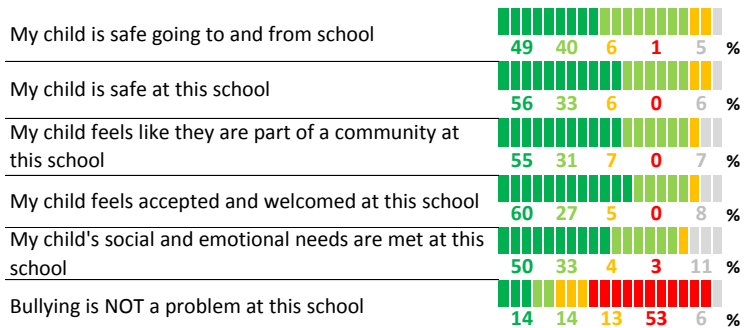 My child is safe going to and from school
49 40 6 1 5 %
My child is safe at this school
56 33 6 0 6 %
My child feels like they are part of a community at
this school
55 31 7 0 7 %
My child feels accepted and welcomed at this school
60 27 5 0 8 %
My child's social and emotional needs are met at this
school
50 33 4 3 11 %
Bullying is NOT a problem at this school
14 14 13 53 6 %